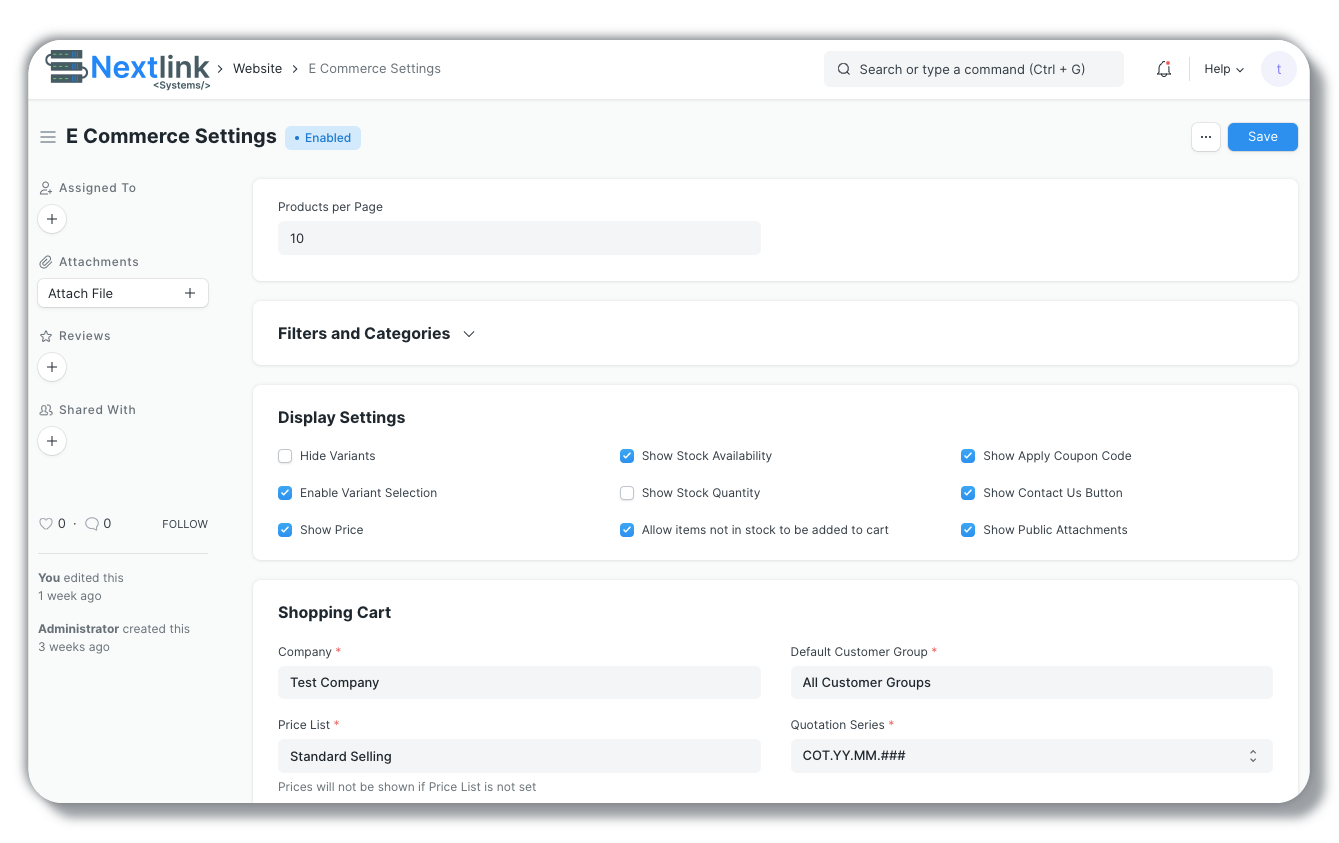 Nextlink
<Systems/>
Website
E Commerce Settings
Search or type a command (Ctrl + G)
Help
t
E Commerce Settings
• Enabled
···
Save
Assigned To
+
Attachments
Attach File +
Reviews
+
Shared With
+
0 · 0 FOLLOW
You edited this
1 week ago
Administrator created this
3 weeks ago
Products per Page
10
Filters and Categories
Display Settings
Hide Variants
Enable Variant Selection
Show Price
Show Stock Availability
Show Stock Quantity
Allow items not in stock to be added to cart
Show Apply Coupon Code
Show Contact Us Button
Show Public Attachments
Shopping Cart
Company *
Test Company
Default Customer Group *
All Customer Groups
Price List *
Standard Selling
Prices will not be shown if Price List is not set
Quotation Series *
COT.YY.MM.###